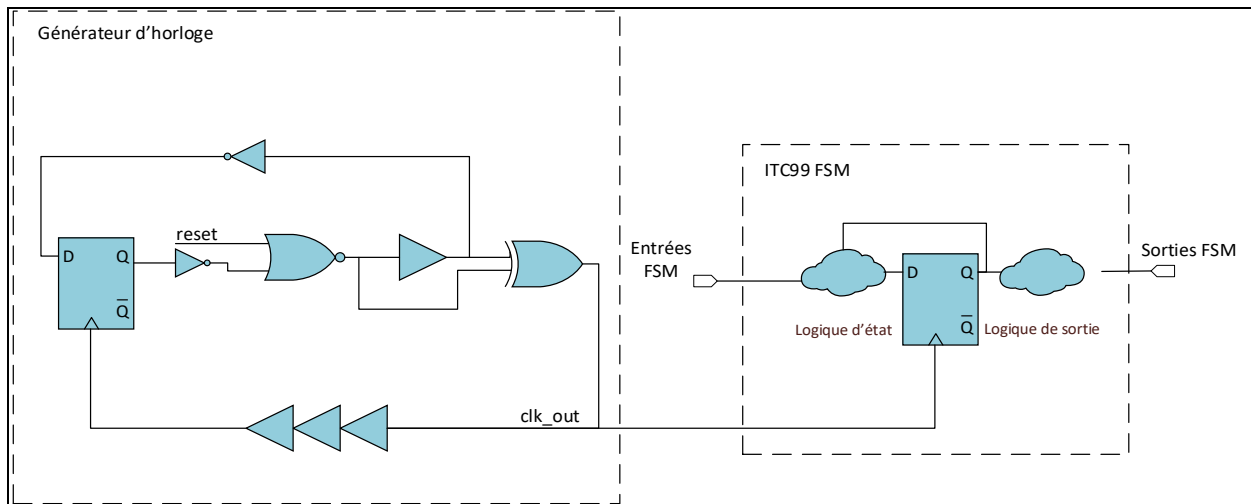 Générateur d'horloge
reset
D
Q
Q
clk_out
ITC99 FSM
Entrées
FSM
Sorties FSM
D
Q
Q
Logique d'état
Logique de sortie